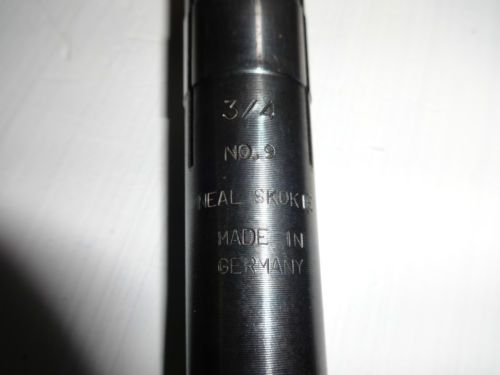 3/4
NO.9
NEAL SKOKIE
MADE IN
GERMANY